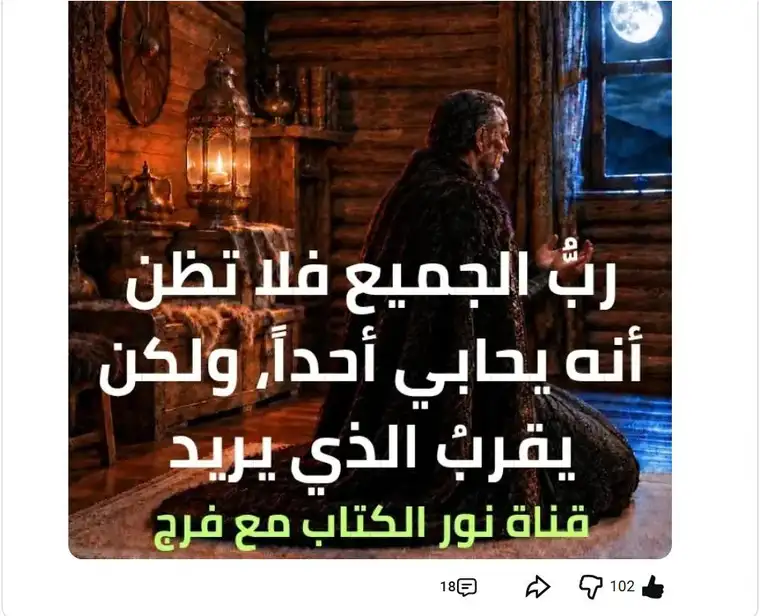 ربُّ الجميع فلا تظن
أنه يحابي أحداً, ولكن
يقربُ الذي يريد
قناة نور الكتاب مع فرج
18 102